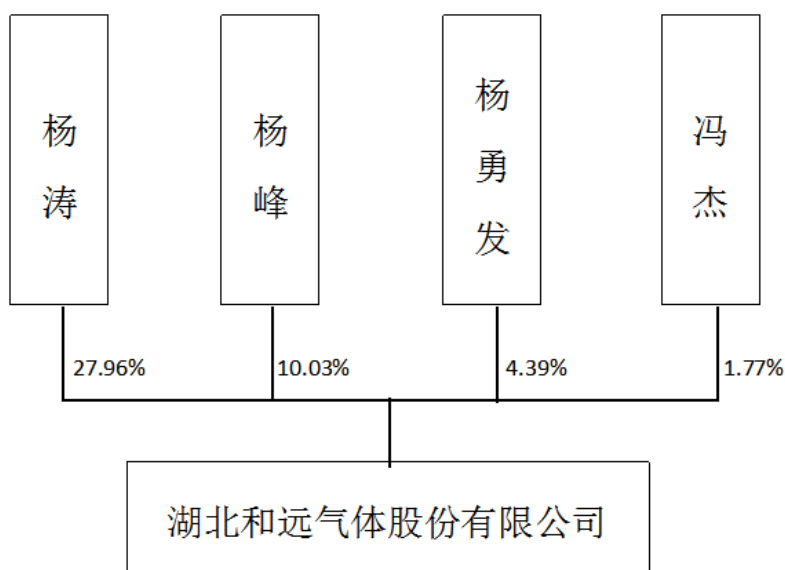 杨涛
杨峰
杨勇发
冯杰
27.96%
10.03%
4.39%
1.77%
湖北和远气体股份有限公司